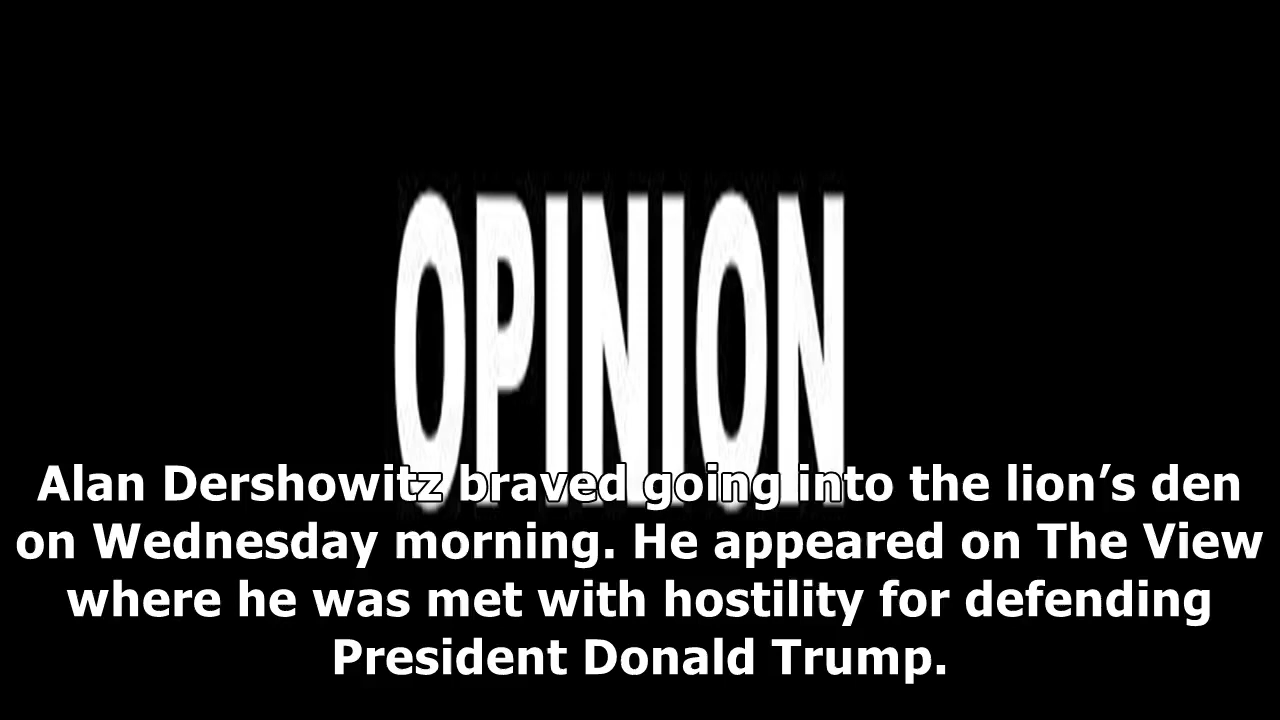 OPINION
Alan Dershowitz braved going into the lion’s den
on Wednesday morning. He appeared on The View
where he was met with hostility for defending
President Donald Trump.